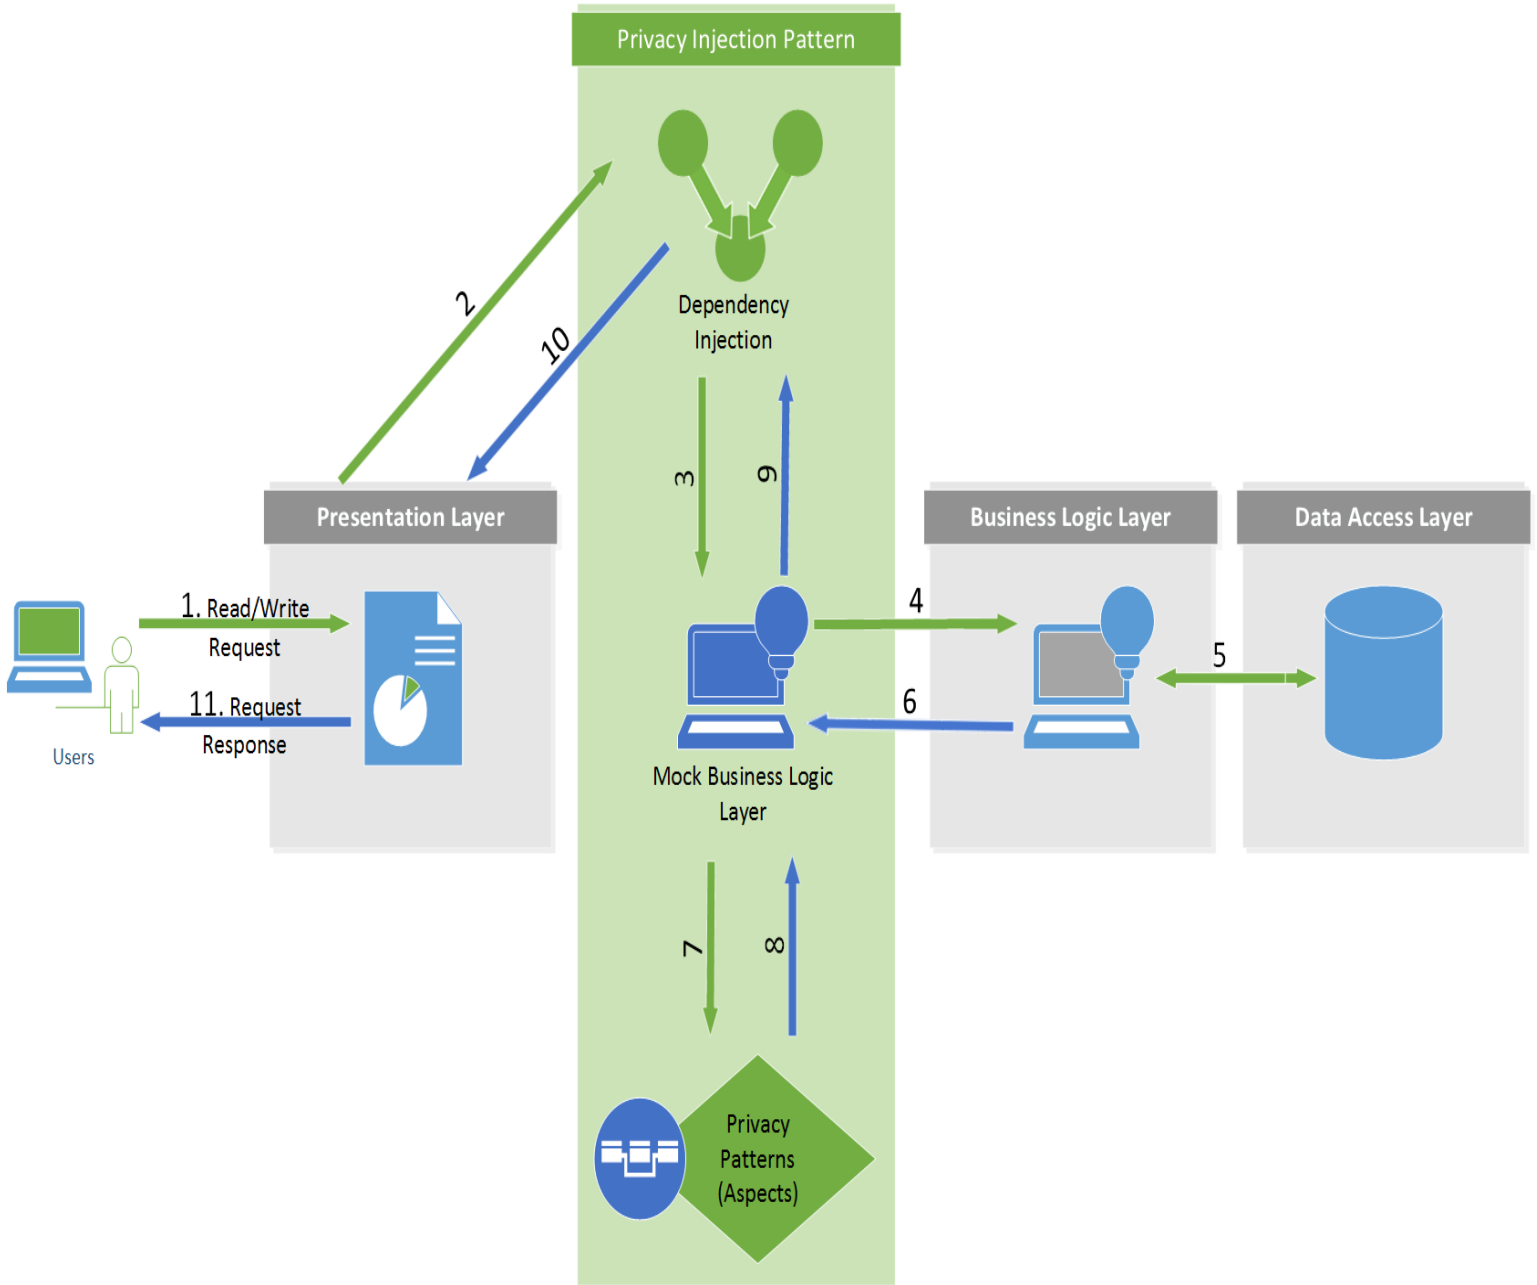 Privacy Injection Pattern
Dependency
Injection
2
10
3
9
Presentation Layer
Business Logic Layer
Data Access Layer
1. Read/Write
Request
11. Request
Response
Users
4
5
6
Mock Business Logic
Layer
7
8
Privacy
Patterns
(Aspects)